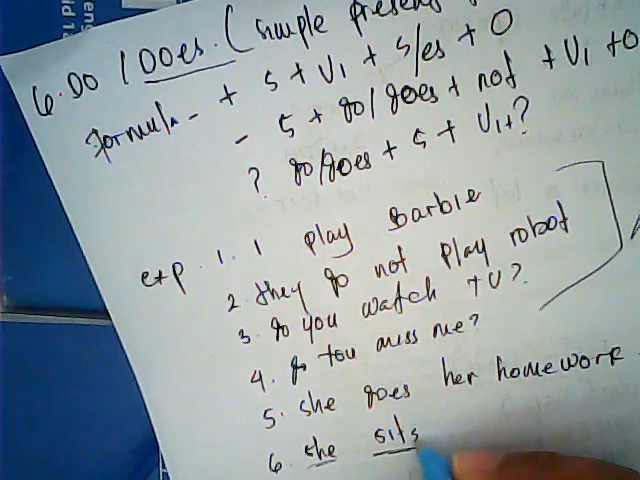 6. DO / DOes. ( simple present
Formula - + S + V1 + s/es + O
- S + do/does + not + V1 + O
? do/does + S + V1+?
exp. 1. I play Barbie
2. they do not play robot
3. do you watch TV?
4. do you miss me?
5. she does her homework.
6. she sits